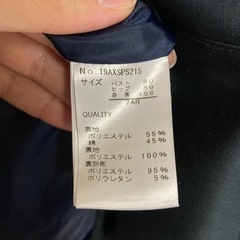 No.19AXSPS215
サイズ バスト 80
ヒップ 89
身長 158
7AR
QUALITY
表地
ポリエステル 55%
綿 45%
裏地
ポリエステル 100%
裏別布
ポリエステル 95%
ポリウレタン 5%